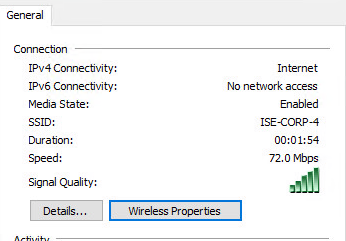 General
Connection
IPv4 Connectivity: Internet
IPv6 Connectivity: No network access
Media State: Enabled
SSID: ISE-CORP-4
Duration: 00:01:54
Speed: 72.0 Mbps
Signal Quality:
Details... Wireless Properties
Activity